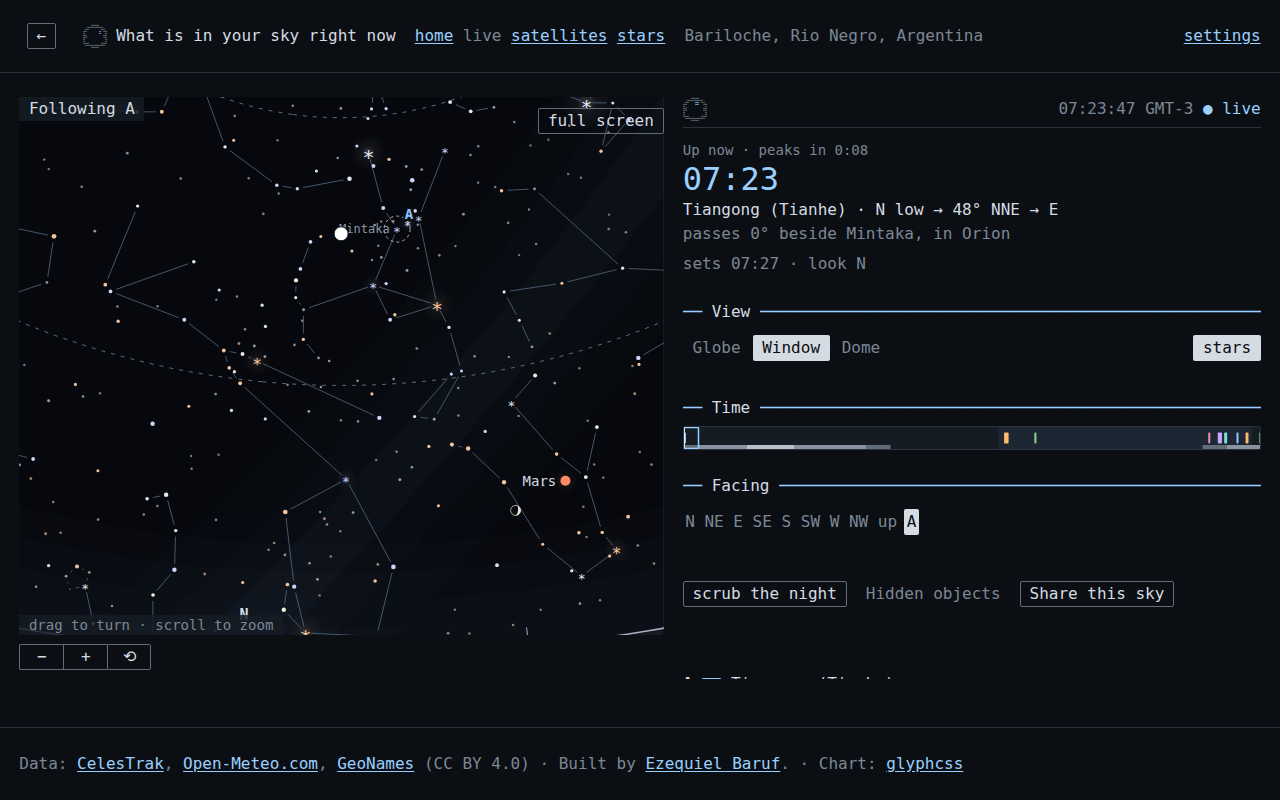 ← What is in your sky right now home live satellites stars Bariloche, Rio Negro, Argentina settings
Following A
full screen
A
Mintaka
Mars
N
drag to turn · scroll to zoom
− + ⟲
07:23:47 GMT-3 ● live
Up now · peaks in 0:08
07:23
Tiangong (Tianhe) · N low → 48° NNE → E
passes 0° beside Mintaka, in Orion
sets 07:27 · look N
View
Globe Window Dome stars
Time
Facing
N NE E SE S SW W NW up A
scrub the night Hidden objects Share this sky
Data: CelesTrak, Open-Meteo.com, GeoNames (CC BY 4.0) · Built by Ezequiel Baruf. · Chart: glyphcss